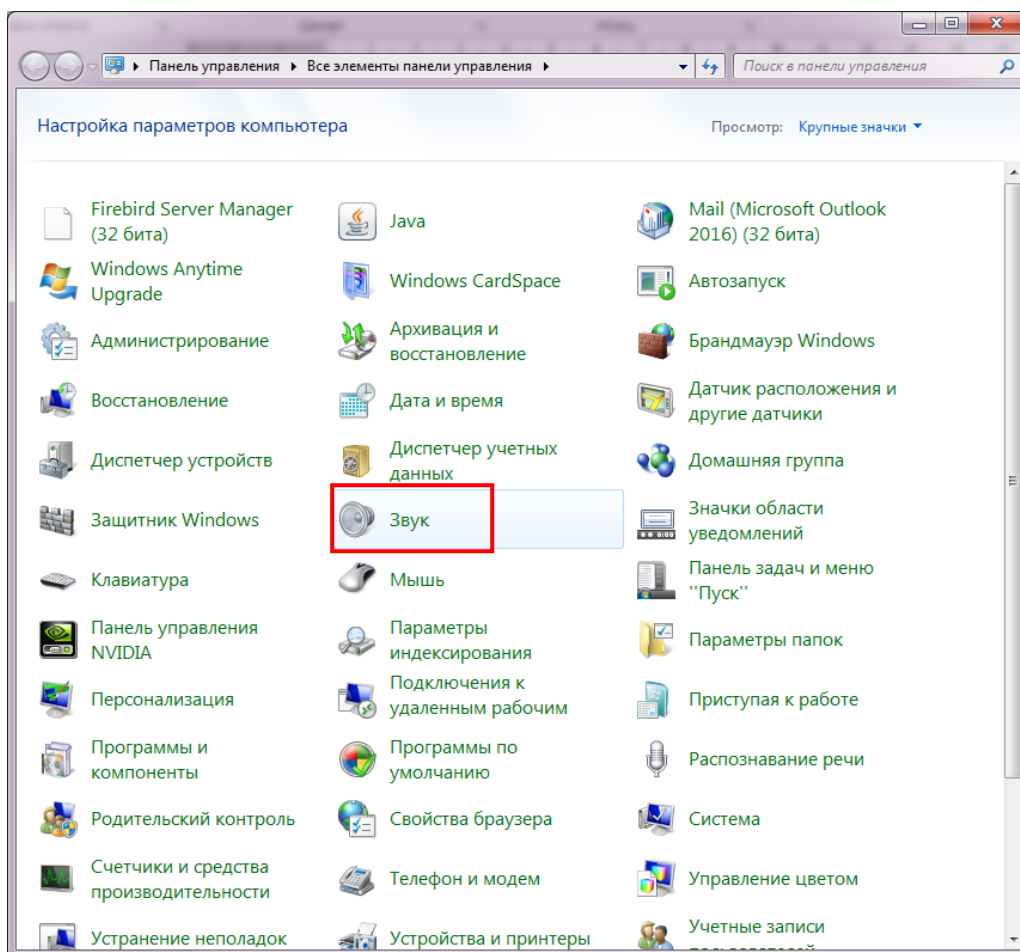 Панель управления ▸ Все элементы панели управления ▸
Поиск в панели управления
Настройка параметров компьютера
Просмотр: Крупные значки
Firebird Server Manager
(32 бита)
Java
Mail (Microsoft Outlook
2016) (32 бита)
Windows Anytime
Upgrade
Windows CardSpace
Автозапуск
Администрирование
Архивация и
восстановление
Брандмауэр Windows
Восстановление
Дата и время
Датчик расположения и
другие датчики
Диспетчер устройств
Диспетчер учетных
данных
Домашняя группа
Защитник Windows
Звук
Значки области
уведомлений
Клавиатура
Мышь
Панель задач и меню
''Пуск''
Панель управления
NVIDIA
Параметры
индексирования
Параметры папок
Персонализация
Подключения к
удаленным рабочим
Приступая к работе
Программы и
компоненты
Программы по
умолчанию
Распознавание речи
Родительский контроль
Свойства браузера
Система
Счетчики и средства
производительности
Телефон и модем
Управление цветом
Устранение неполадок
Устройства и принтеры
Учетные записи